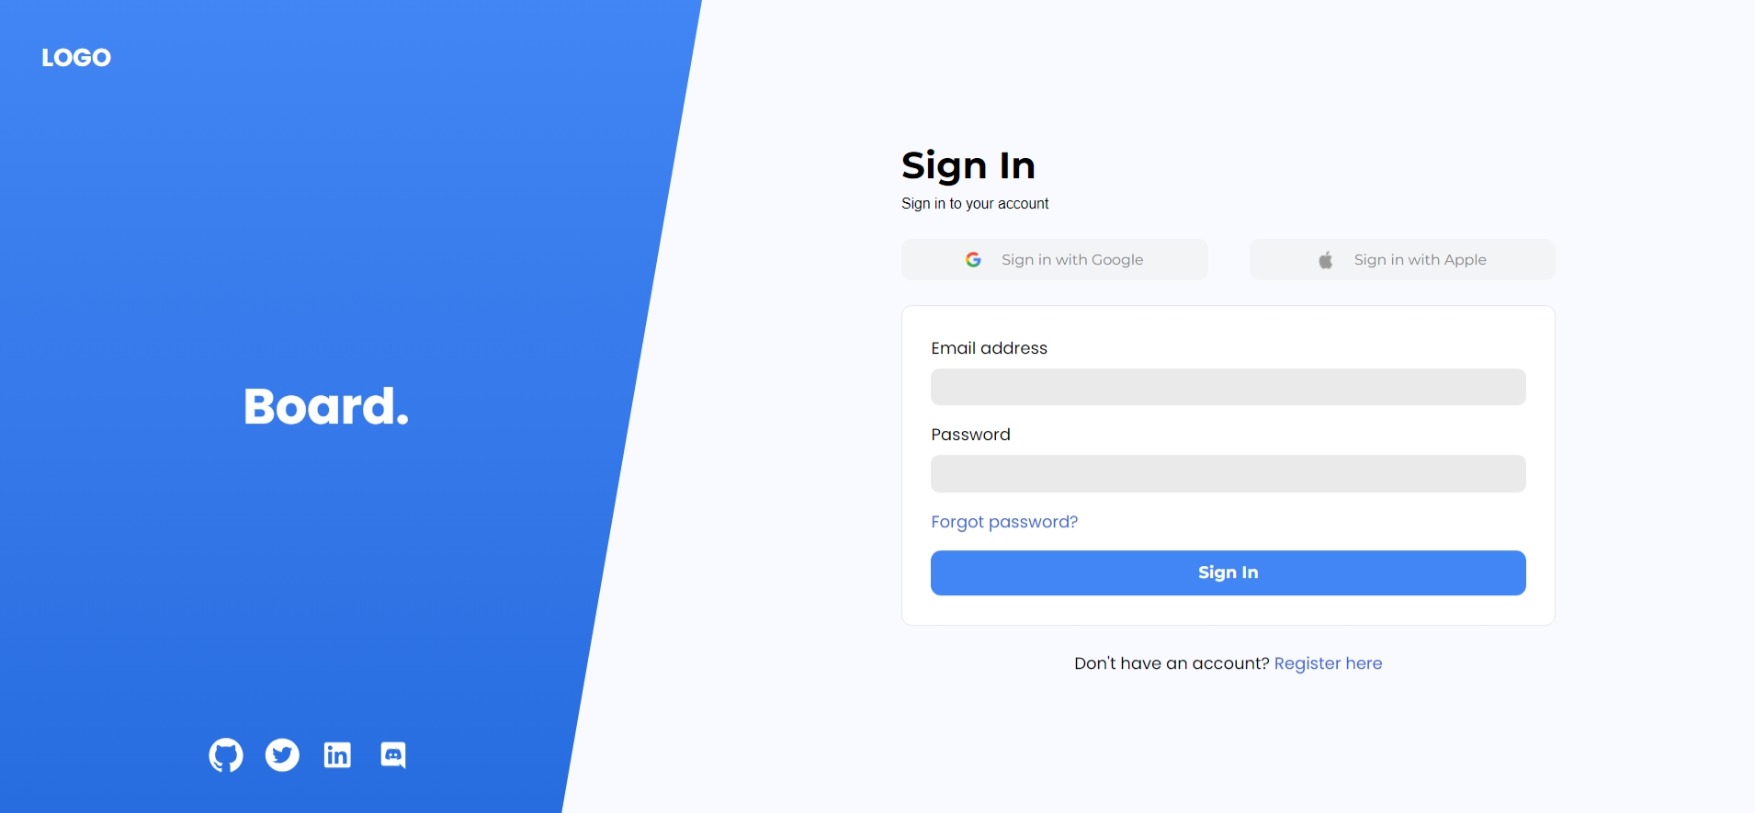 LOGO
Board.
Sign In
Sign in to your account
Sign in with Google
Sign in with Apple
Email address
Password
Forgot password?
Sign In
Don't have an account? Register here
in